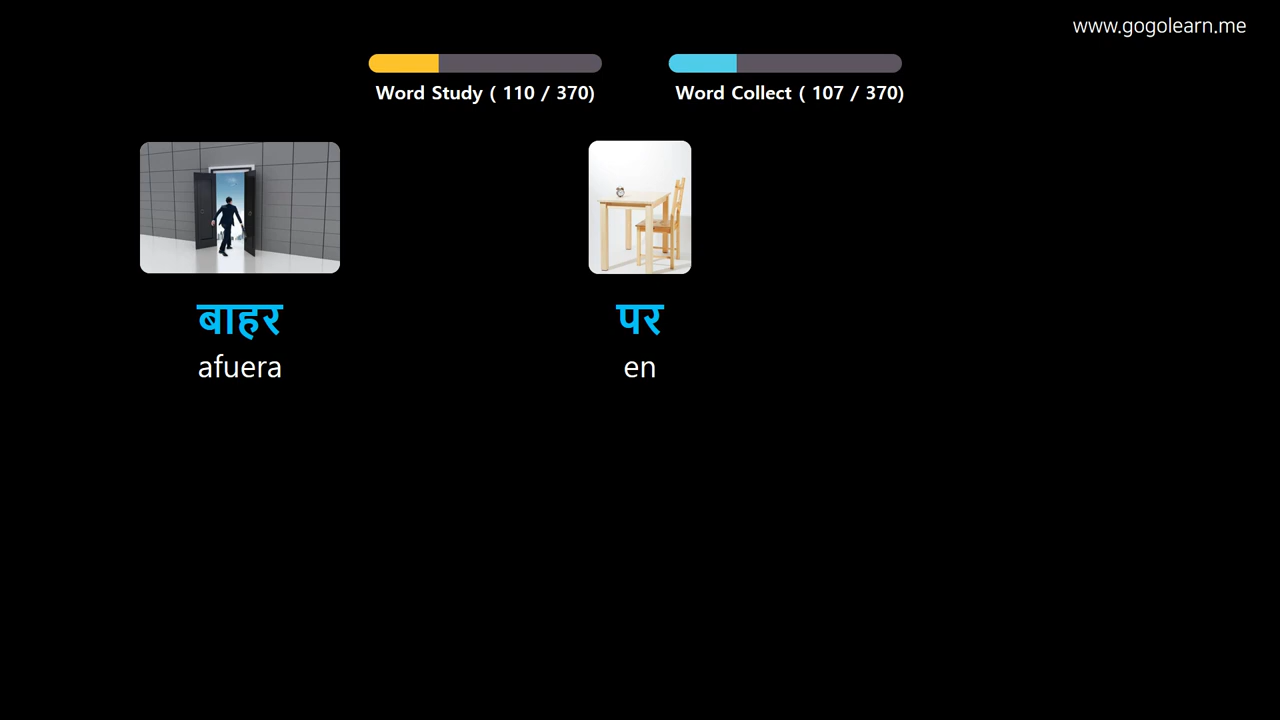 www.gogolearn.me
Word Study ( 110 / 370)
Word Collect ( 107 / 370)
बाहर
afuera
पर
en